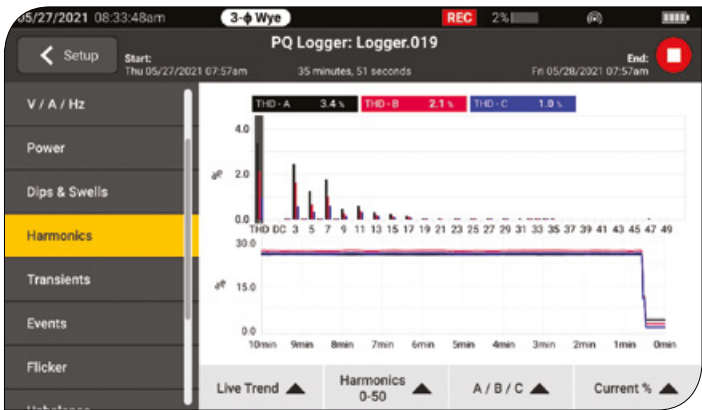 05/27/2021 08:33:48am 3-ϕ Wye REC 2%
Setup
Start:
Thu 05/27/2021 07:57am
PQ Logger: Logger.019
35 minutes, 51 seconds
End:
Fri 05/28/2021 07:57am
V / A / Hz
Power
Dips & Swells
Harmonics
Transients
Events
Flicker
Unbalance
THD - A 3.4 % THD - B 2.1 % THD - C 1.0 %
4.0
%
2.0
0.0
THD DC 3 5 7 9 11 13 15 17 19 21 23 25 27 29 31 33 35 37 39 41 43 45 47 49
30.0
%
15.0
0.0
10min 9min 8min 7min 6min 5min 4min 3min 2min 1min 0min
Live Trend
Harmonics
0-50
A / B / C
Current %